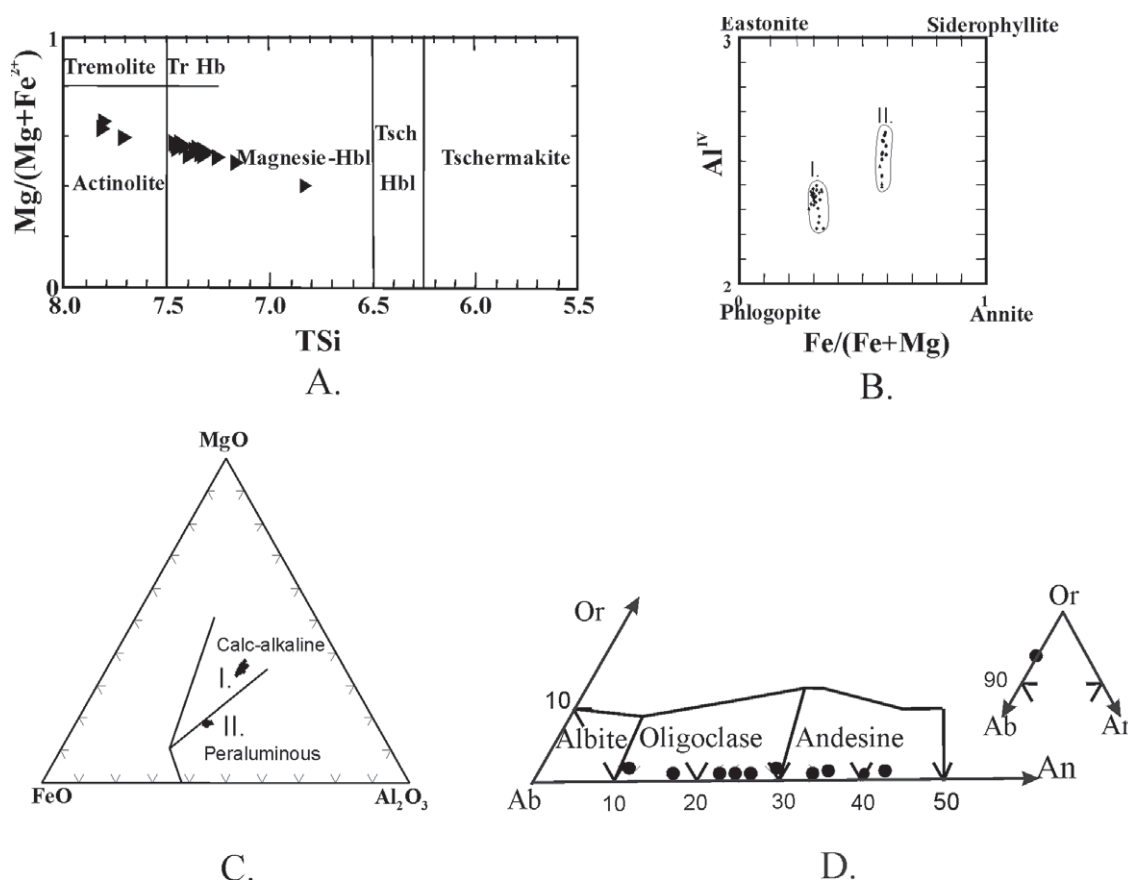 1
Mg/(Mg+Fe²⁺)
0
Tremolite
Tr Hb
Actinolite
Magnesie-Hbl
Tsch
Hbl
Tschermakite
8.0
7.5
7.0
6.5
6.0
5.5
TSi
A.
Eastonite
Siderophyllite
3
Al^IV
2
I.
II.
0
1
Phlogopite
Annite
Fe/(Fe+Mg)
B.
MgO
Calc-alkaline
I.
II.
Peraluminous
FeO
Al₂O₃
C.
Or
10
Albite
Oligoclase
Andesine
Ab
An
10
20
30
40
50
Or
90
Ab
An
D.